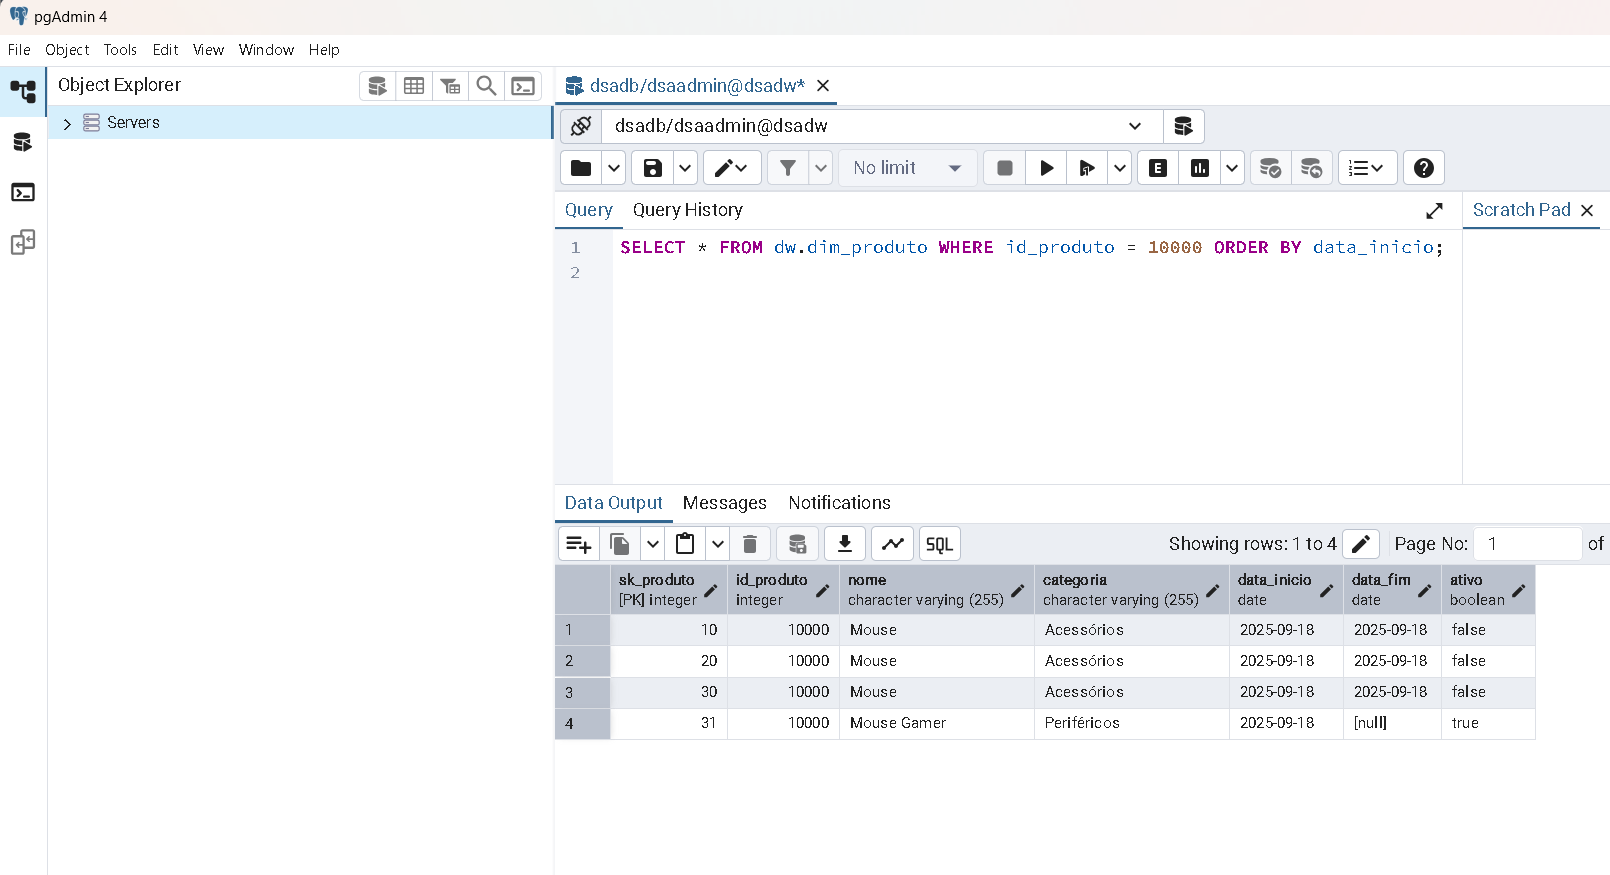 pgAdmin 4
File Object Tools Edit View Window Help
Object Explorer
Servers
dsadb/dsaadmin@dsadw*
dsadb/dsaadmin@dsadw
No limit
E
Query Query History
Scratch Pad
1 SELECT * FROM dw.dim_produto WHERE id_produto = 10000 ORDER BY data_inicio;
2
Data Output Messages Notifications
SQL Showing rows: 1 to 4 Page No: 1 of
sk_produto id_produto nome categoria data_inicio data_fim ativo
[PK] integer integer character varying (255) character varying (255) date date boolean
1 10 10000 Mouse Acessórios 2025-09-18 2025-09-18 false
2 20 10000 Mouse Acessórios 2025-09-18 2025-09-18 false
3 30 10000 Mouse Acessórios 2025-09-18 2025-09-18 false
4 31 10000 Mouse Gamer Periféricos 2025-09-18 [null] true